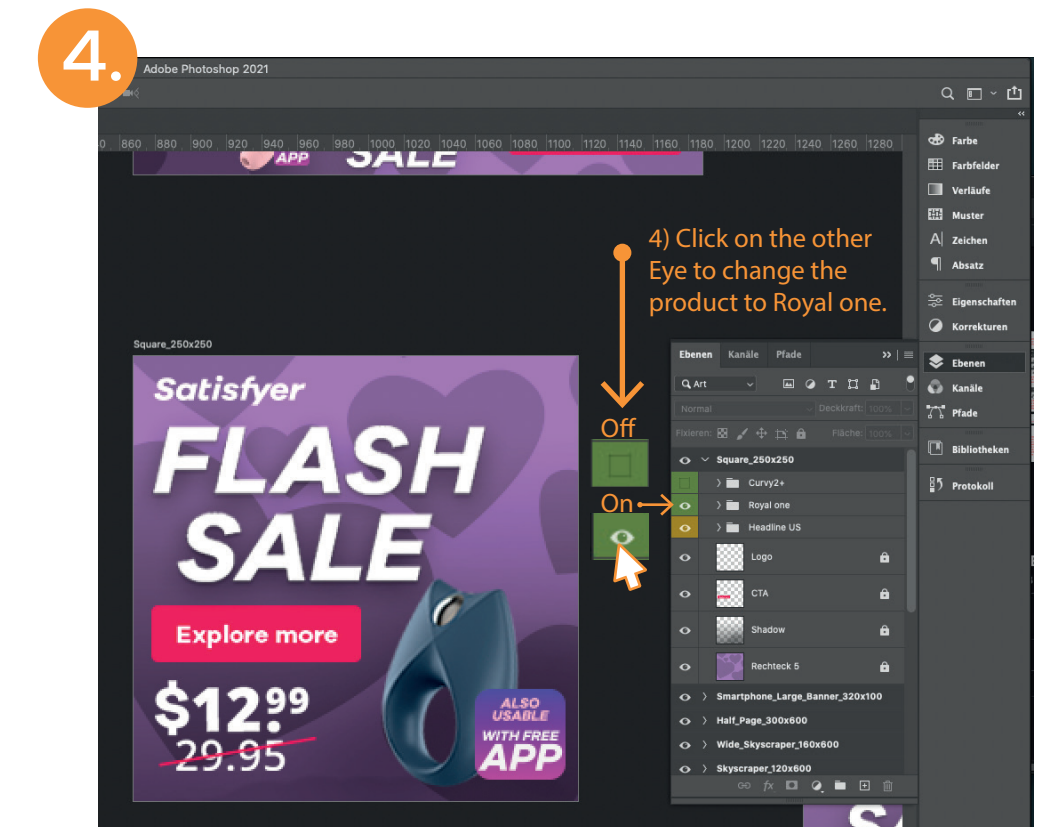 4.
Adobe Photoshop 2021
860 880 900 920 940 960 980 1000 1020 1040 1060 1080 1100 1120 1140 1160 1180 1200 1220 1240 1260 1280
APP SALE
4) Click on the other
Eye to change the
product to Royal one.
Square_250x250
Satisfyer
FLASH
SALE
Explore more
$12.99
29.95
ALSO
USABLE
WITH FREE
APP
Off
On
Ebenen Kanäle Pfade
Art
Normal Deckkraft: 100%
Fixieren: Fläche: 100%
Square_250x250
Curvy2+
Royal one
Headline US
Logo
CTA
Shadow
Rechteck 5
Smartphone_Large_Banner_320x100
Half_Page_300x600
Wide_Skyscraper_160x600
Skyscraper_120x600
fx
Farbe
Farbfelder
Verläufe
Muster
Zeichen
Absatz
Eigenschaften
Korrekturen
Ebenen
Kanäle
Pfade
Bibliotheken
Protokoll